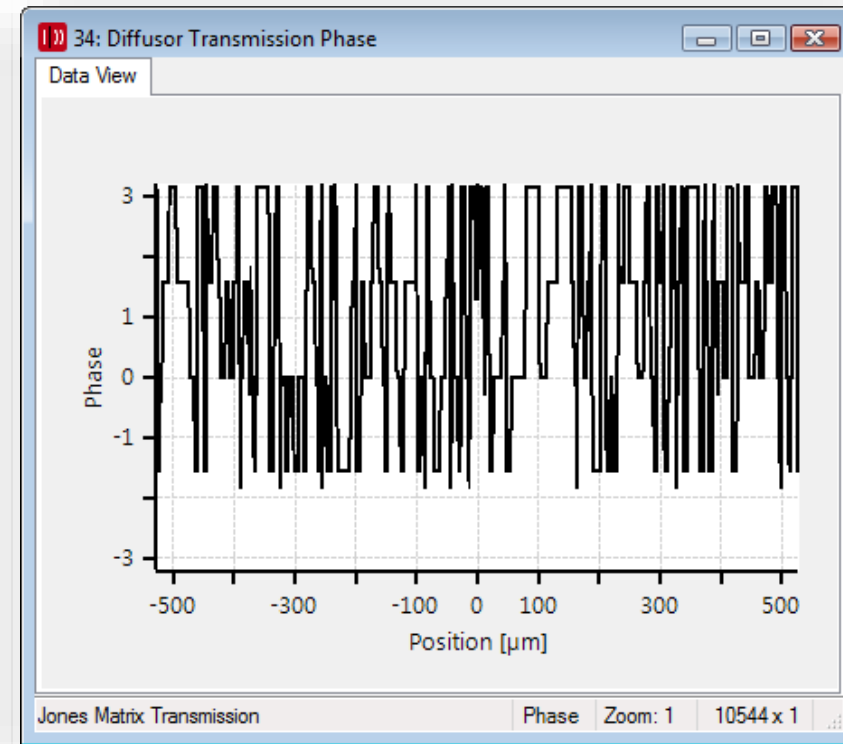 34: Diffusor Transmission Phase
Data View
3
1
0
-1
-3
Phase
-500 -300 -100 0 100 300 500
Position [µm]
Jones Matrix Transmission Phase Zoom: 1 10544 x 1